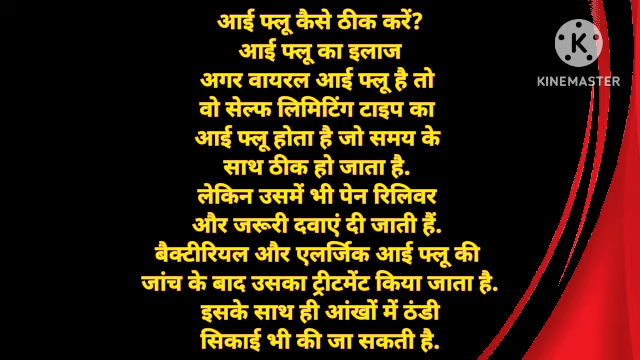 आई फ्लू कैसे ठीक करें?
आई फ्लू का इलाज
अगर वायरल आई फ्लू है तो
वो सेल्फ लिमिटिंग टाइप का
आई फ्लू होता है जो समय के
साथ ठीक हो जाता है.
लेकिन उसमें भी पेन रिलिवर
और जरूरी दवाएं दी जाती हैं.
बैक्टीरियल और एलर्जिक आई फ्लू की
जांच के बाद उसका ट्रीटमेंट किया जाता है.
इसके साथ ही आंखों में ठंडी
सिकाई भी की जा सकती है.
K
KINEMASTER